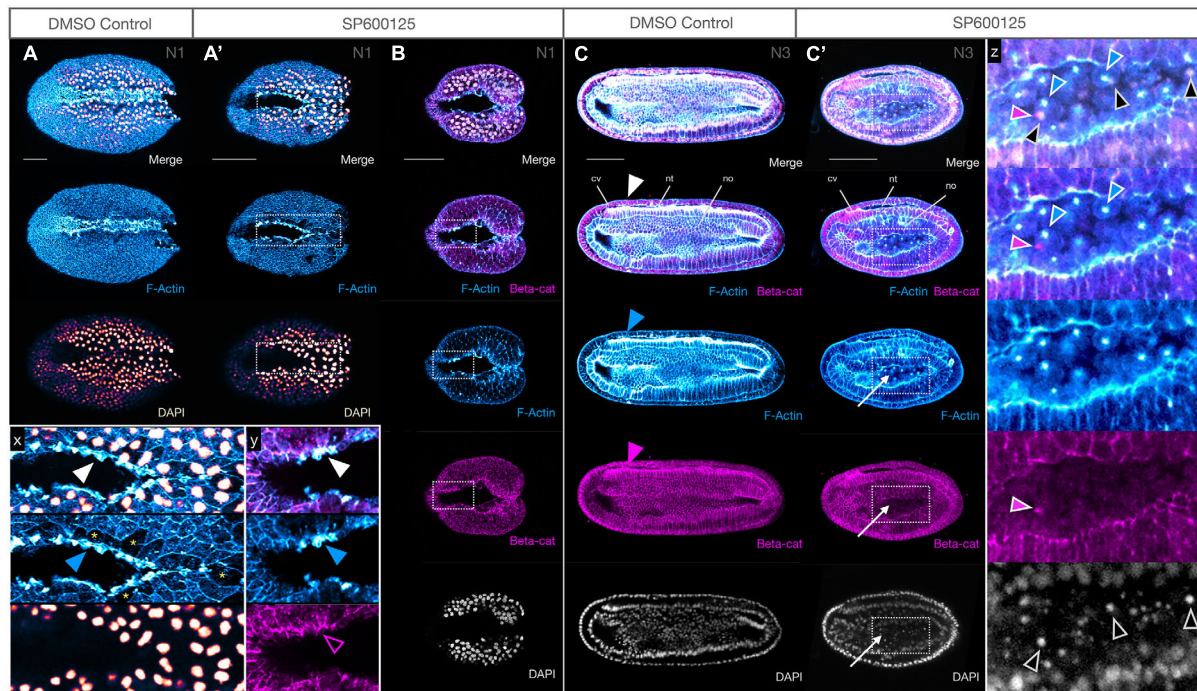 DMSO Control
SP600125
DMSO Control
SP600125
A
N1
A’
N1
B
N1
C
N3
C’
N3
z
Merge
Merge
Merge
Merge
Merge
cv
nt
no
cv
nt
no
F-Actin
F-Actin
F-Actin Beta-cat
F-Actin Beta-cat
F-Actin Beta-cat
DAPI
DAPI
F-Actin
F-Actin
F-Actin
x
y
Beta-cat
Beta-cat
Beta-cat
* * * *
DAPI
DAPI
DAPI